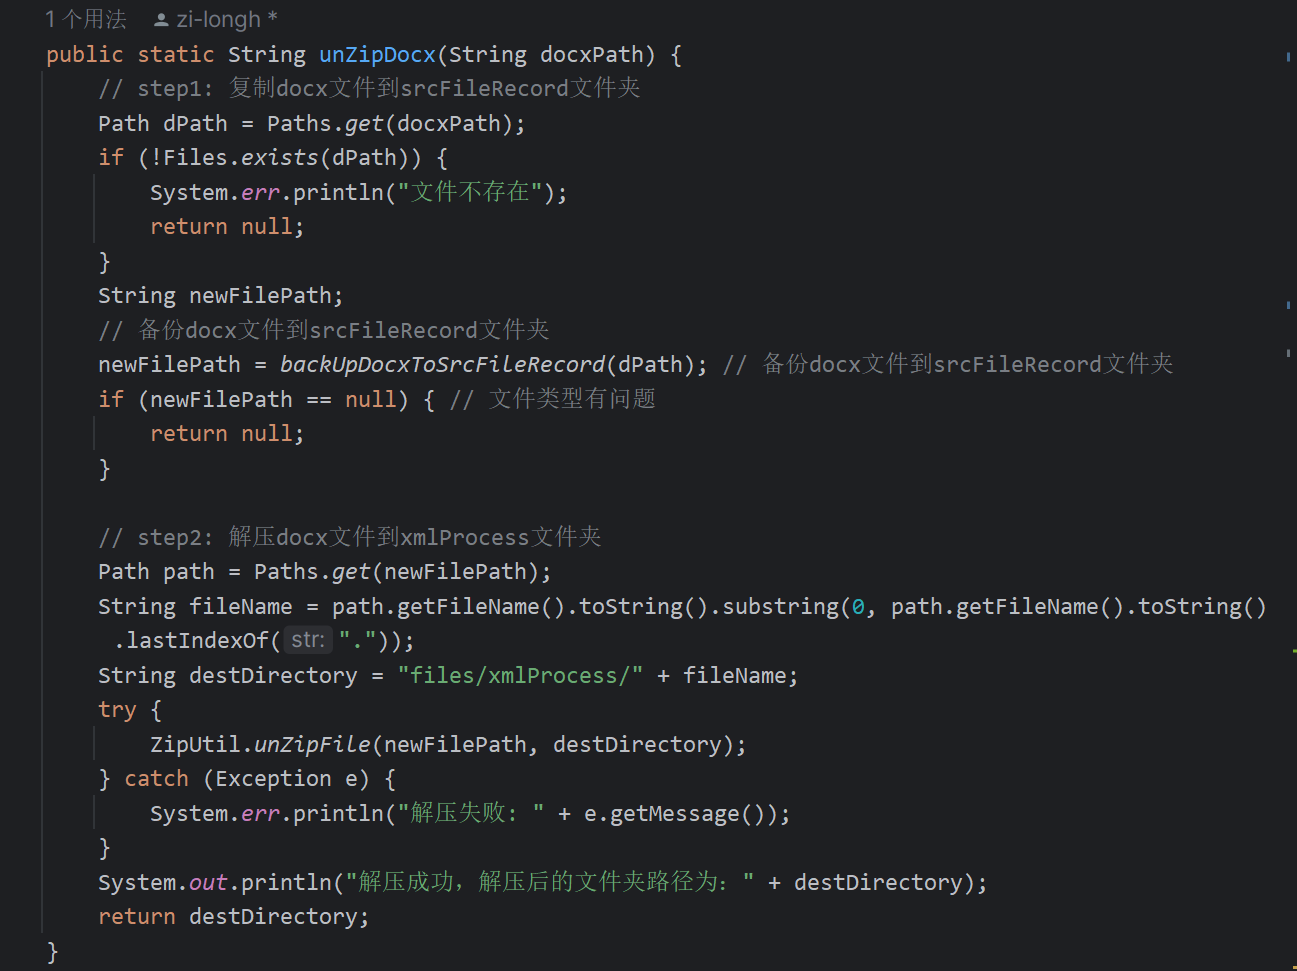 1 个用法 zi-longh *
public static String unZipDocx(String docxPath) {
// step1: 复制docx文件到srcFileRecord文件夹
Path dPath = Paths.get(docxPath);
if (!Files.exists(dPath)) {
System.err.println("文件不存在");
return null;
}
String newFilePath;
// 备份docx文件到srcFileRecord文件夹
newFilePath = backUpDocxToSrcFileRecord(dPath); // 备份docx文件到srcFileRecord文件夹
if (newFilePath == null) { // 文件类型有问题
return null;
}
// step2: 解压docx文件到xmlProcess文件夹
Path path = Paths.get(newFilePath);
String fileName = path.getFileName().toString().substring(0, path.getFileName().toString()
.lastIndexOf( str: "."));
String destDirectory = "files/xmlProcess/" + fileName;
try {
ZipUtil.unZipFile(newFilePath, destDirectory);
} catch (Exception e) {
System.err.println("解压失败: " + e.getMessage());
}
System.out.println("解压成功，解压后的文件夹路径为: " + destDirectory);
return destDirectory;
}